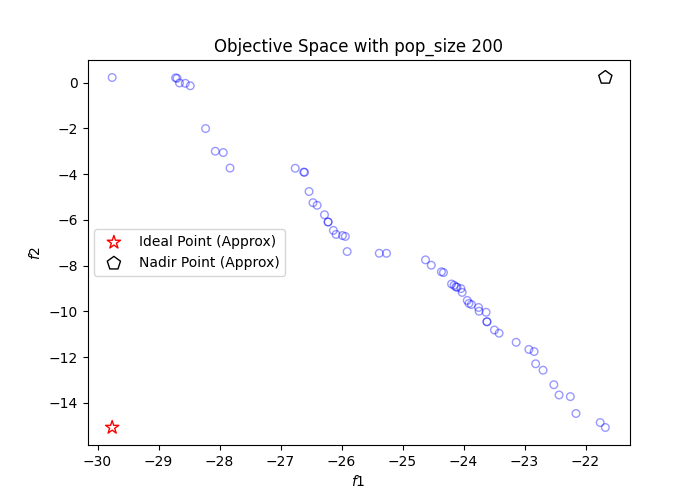 Objective Space with pop_size 200
0
−2
−4
−6
−8
−10
−12
−14
f2
Ideal Point (Approx)
Nadir Point (Approx)
−30 −29 −28 −27 −26 −25 −24 −23 −22
f1